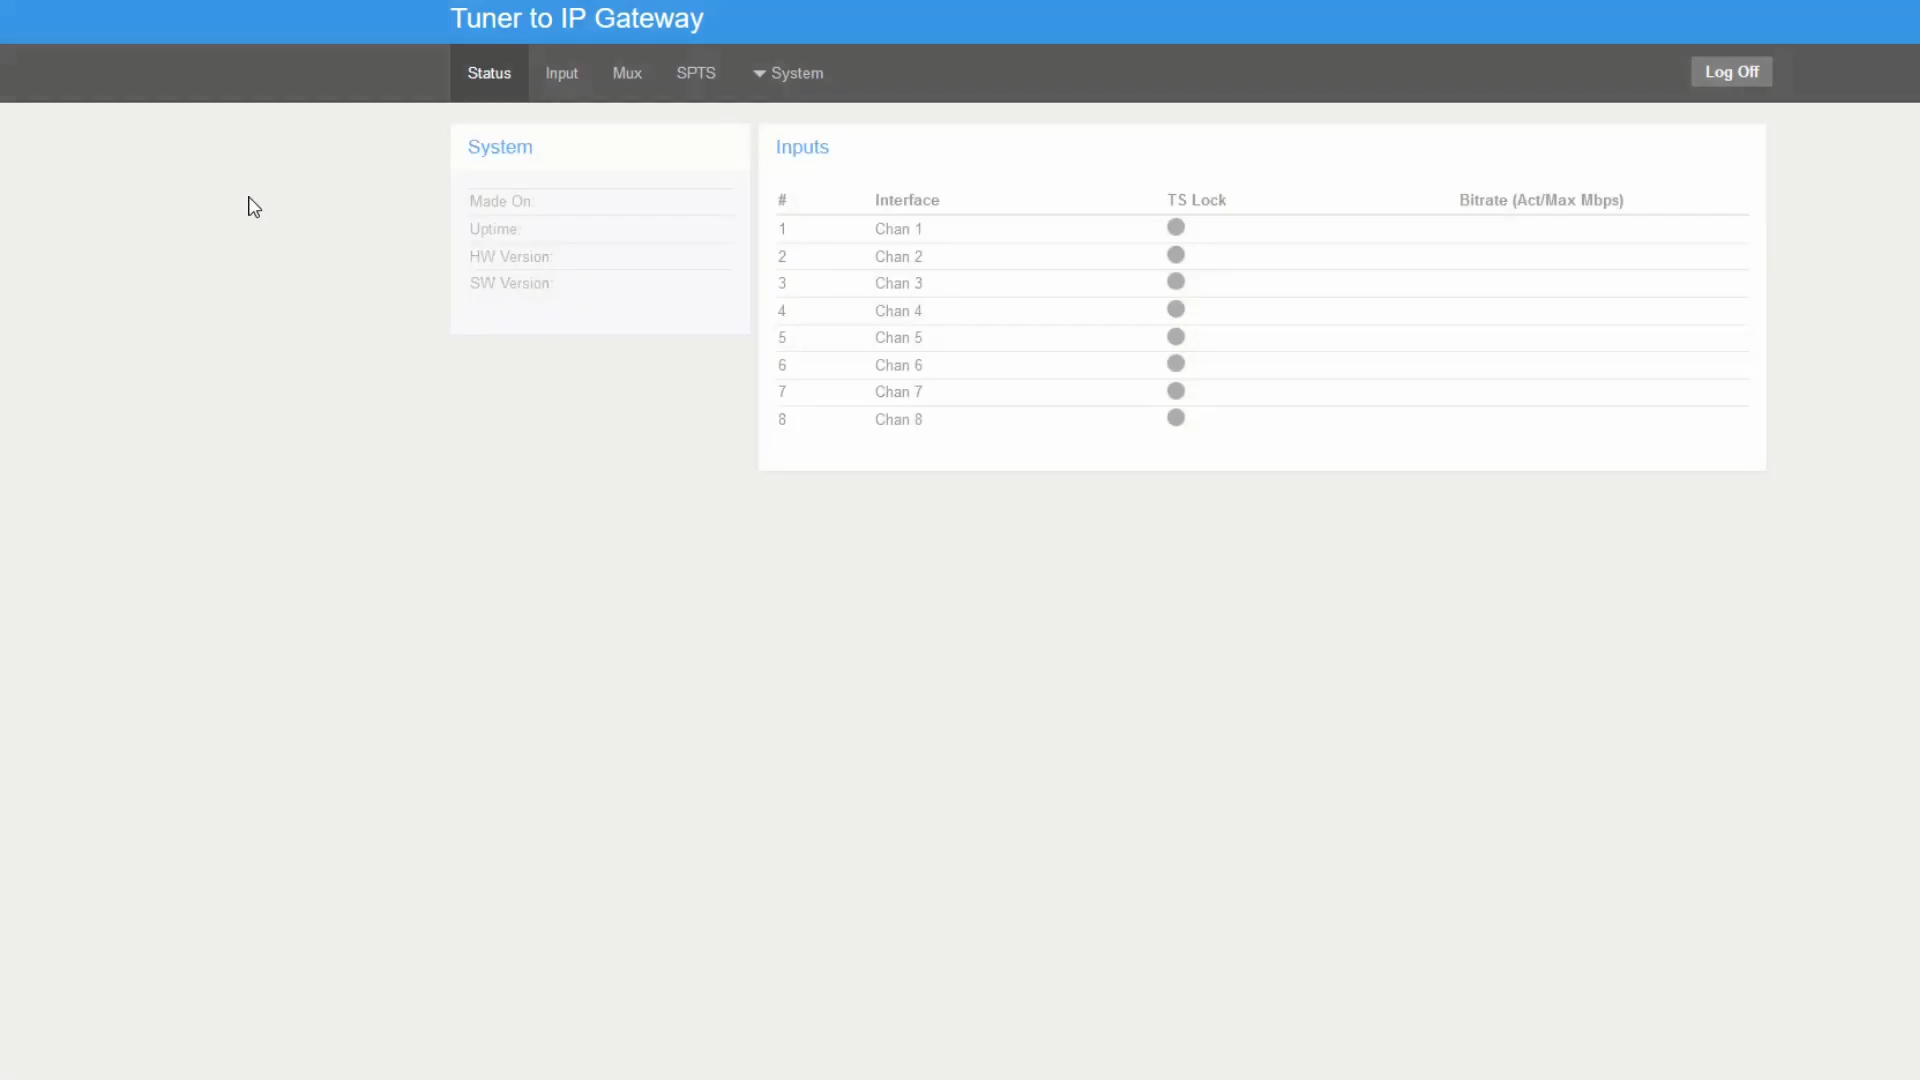 Tuner to IP Gateway
Status Input Mux SPTS System Log Off
System
Made On:
Uptime:
HW Version:
SW Version:
Inputs
# Interface TS Lock Bitrate (Act/Max Mbps)
1 Chan 1
2 Chan 2
3 Chan 3
4 Chan 4
5 Chan 5
6 Chan 6
7 Chan 7
8 Chan 8